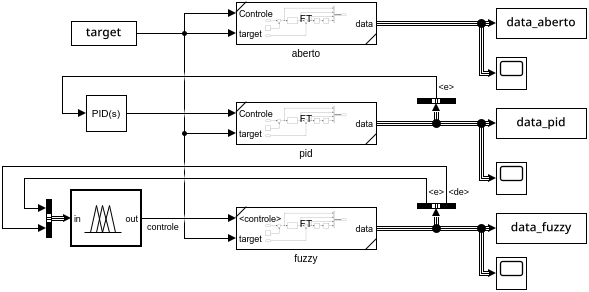 Controle
FT
data
data_aberto
target
target
aberto
<e>
PID(s)
Controle
FT
data
data_pid
target
pid
<e>
<de>
in
out
<controle>
FT
data
data_fuzzy
controle
target
fuzzy